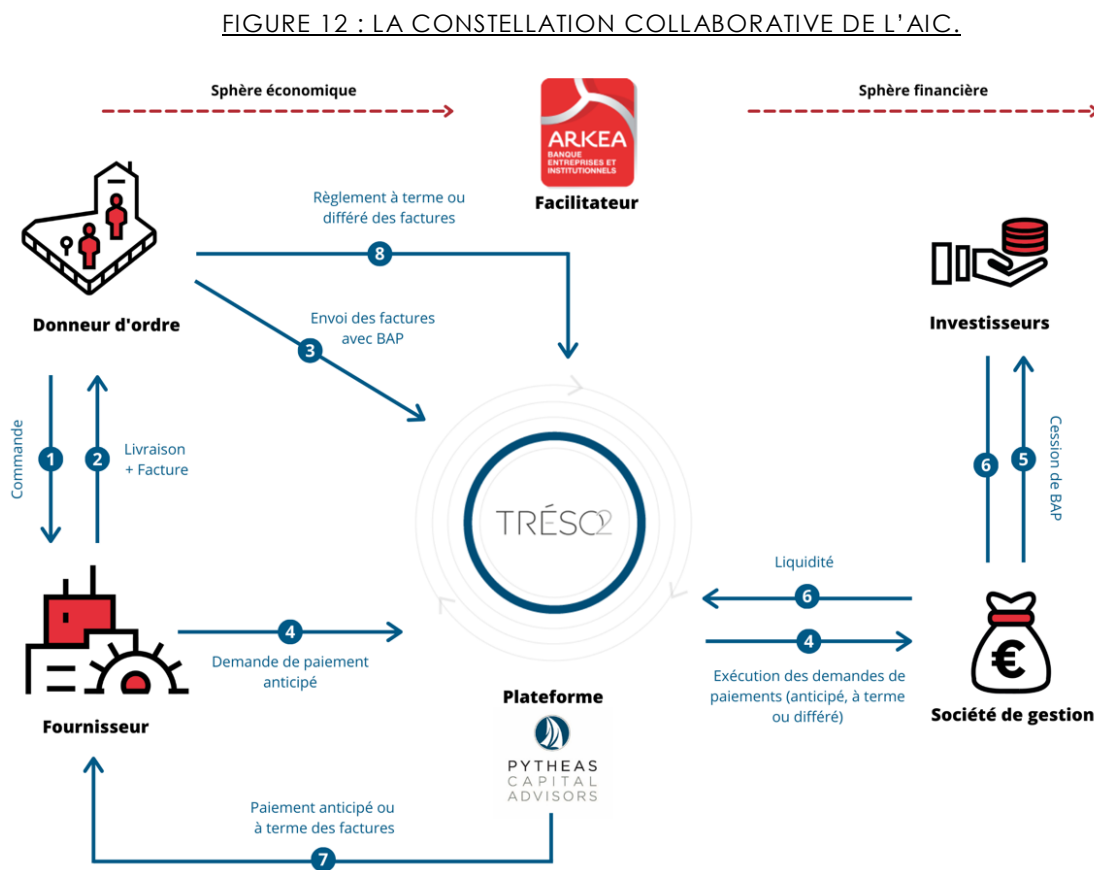 FIGURE 12 : LA CONSTELLATION COLLABORATIVE DE L'AIC.
Sphère économique
Sphère financière
ARKEA
BANQUE
ENTREPRISES ET
INSTITUTIONNELS
Facilitateur
Règlement à terme ou
différé des factures
8
Donneur d'ordre
Investisseurs
Envoi des factures
avec BAP
3
Commande
1
2
Livraison
+ Facture
6
5
Cession de BAP
TRÉSO2
Liquidité
6
4
Demande de paiement
anticipé
4
Exécution des demandes de
paiements (anticipé, à terme
ou différé)
€
Fournisseur
Plateforme
Société de gestion
PYTHEAS
CAPITAL
ADVISORS
Paiement anticipé ou
à terme des factures
7